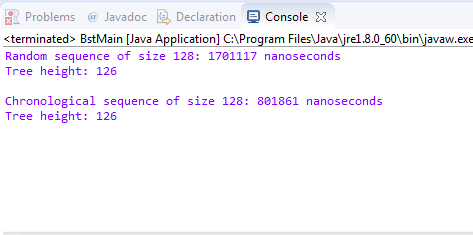 Problems @ Javadoc Declaration Console
<terminated> BstMain [Java Application] C:\Program Files\Java\jre1.8.0_60\bin\javaw.exe
Random sequence of size 128: 1701117 nanoseconds
Tree height: 126
Chronological sequence of size 128: 801861 nanoseconds
Tree height: 126